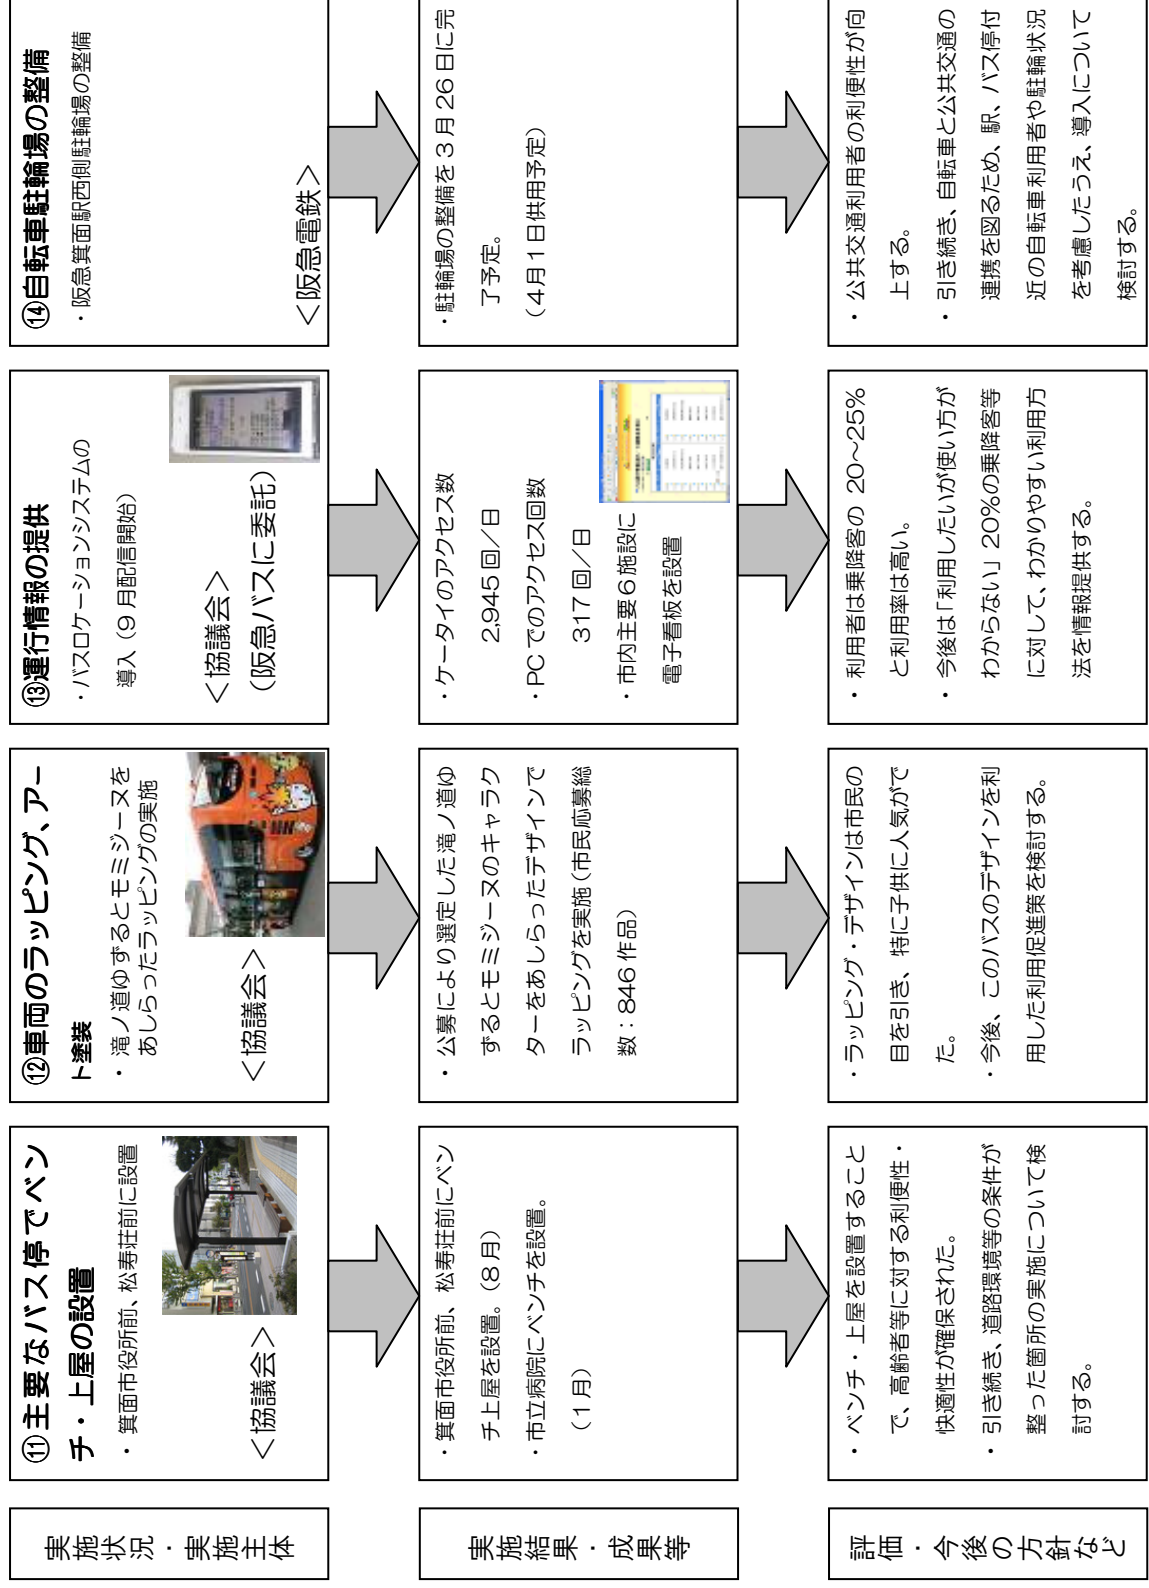 実施状況・実施主体
⑪主要なバス停でベン
チ・上屋の設置
・ 箕面市役所前、松寿荘前に設置
＜協議会＞
⑫車両のラッピング、アー
ト塗装
・ 滝ノ道ゆずるとモミジーヌを
あしらったラッピングの実施
＜協議会＞
⑬運行情報の提供
・バスロケーションシステムの
導入（９月配信開始）
＜協議会＞
（阪急バスに委託）
⑭自転車駐輪場の整備
・阪急箕面駅西側駐輪場の整備
＜阪急電鉄＞
実施結果・成果等
・箕面市役所前、松寿荘前にベン
チ上屋を設置。（８月）
・市立病院にベンチを設置。
（１月）
・ 公募により選定した滝ノ道ゆ
ずるとモミジーヌのキャラク
ターをあしらったデザインで
ラッピングを実施（市民応募総
数：846 作品）
・ケータイのアクセス数
2,945 回／日
・PC でのアクセス回数
317 回／日
・市内主要６施設に
電子看板を設置
・駐輪場の整備を３月 26 日に完
了予定。
（４月１日供用予定）
評価・今後の方針など
・ ベンチ・上屋を設置すること
で、高齢者等に対する利便性・
快適性が確保された。
・ 引き続き、道路環境等の条件が
整った箇所の実施について検
討する。
・ラッピング・デザインは市民の
目を引き、特に子供に人気がで
た。
・今後、このバスのデザインを利
用した利用促進策を検討する。
・ 利用者は乗降客の 20～25％
と利用率は高い。
・ 今後は「利用したいが使い方が
わからない」20％の乗降客等
に対して、わかりやすい利用方
法を情報提供する。
・ 公共交通利用者の利便性が向
上する。
・ 引き続き、自転車と公共交通の
連携を図るため、駅、バス停付
近の自転車利用者や駐輪状況
を考慮したうえ、導入について
検討する。